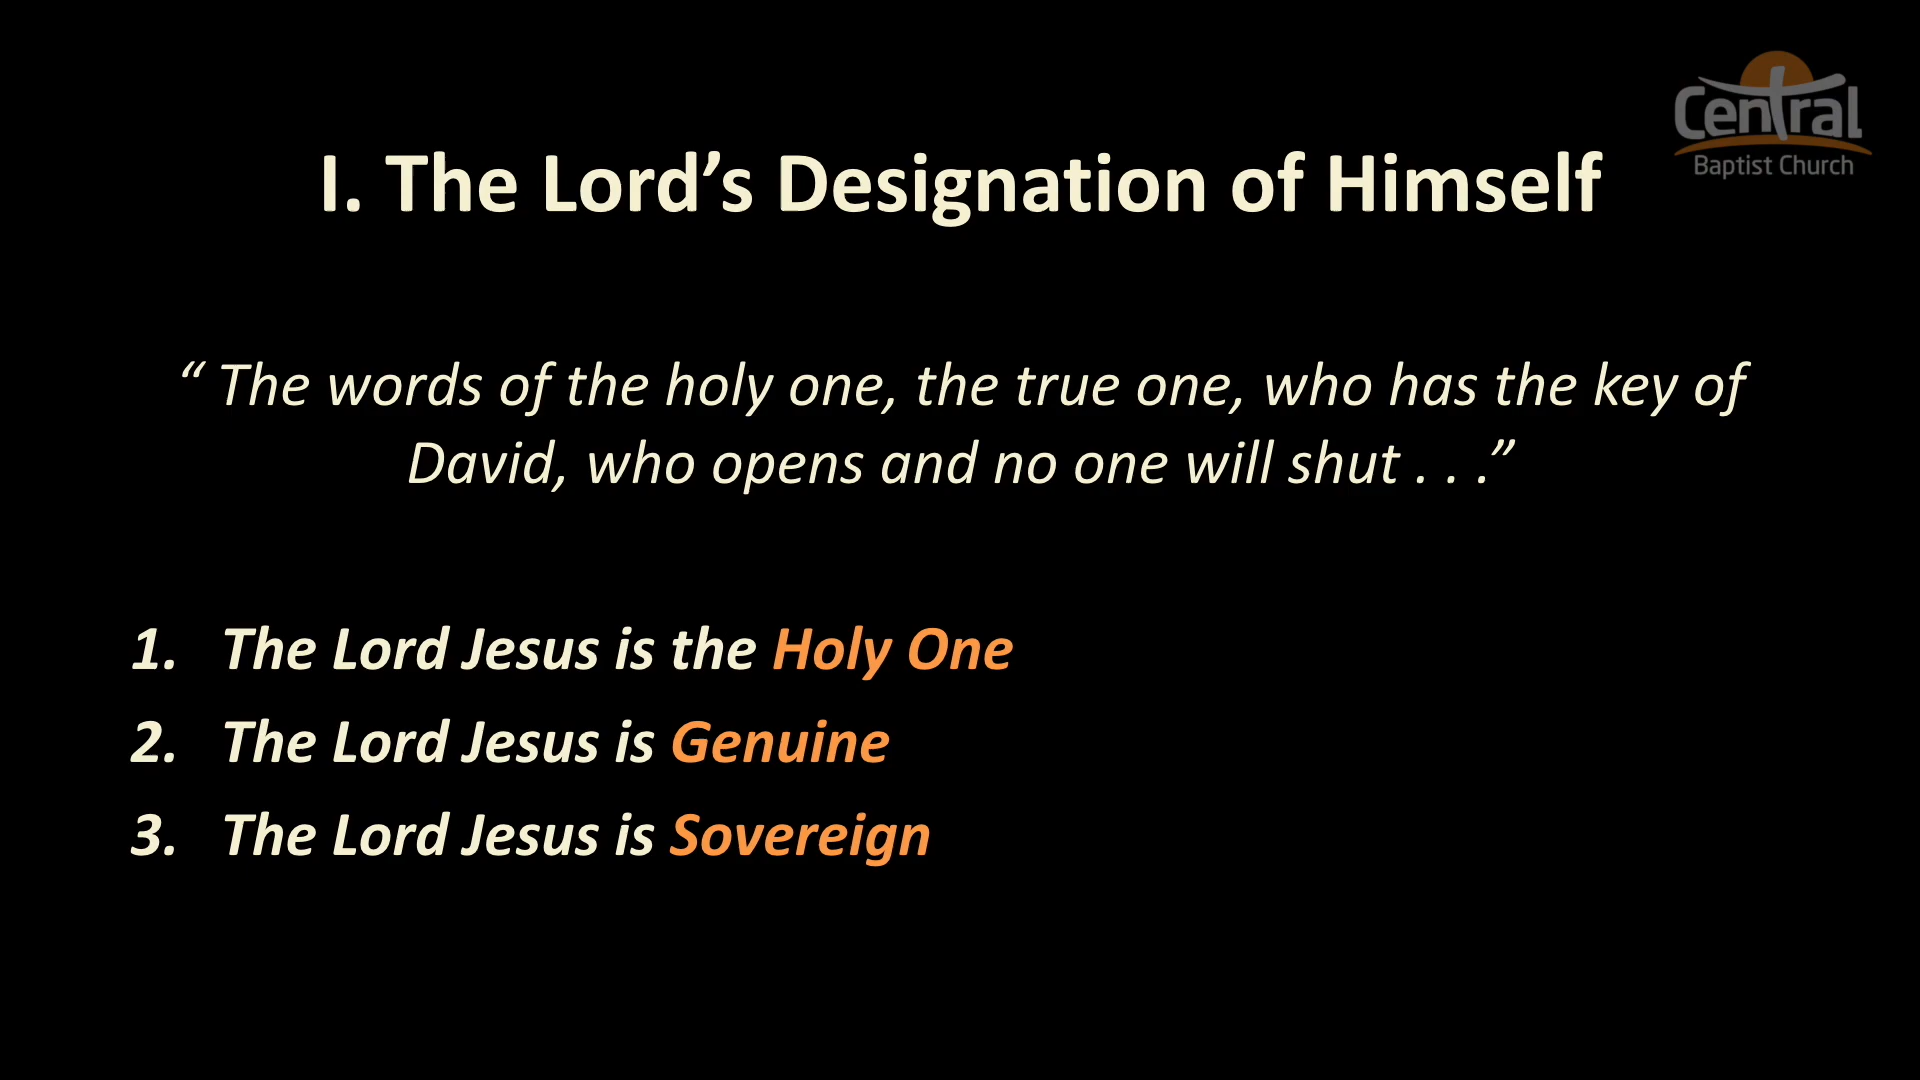 Central
Baptist Church
I. The Lord’s Designation of Himself
“ The words of the holy one, the true one, who has the key of
David, who opens and no one will shut . . .”
1. The Lord Jesus is the Holy One
2. The Lord Jesus is Genuine
3. The Lord Jesus is Sovereign